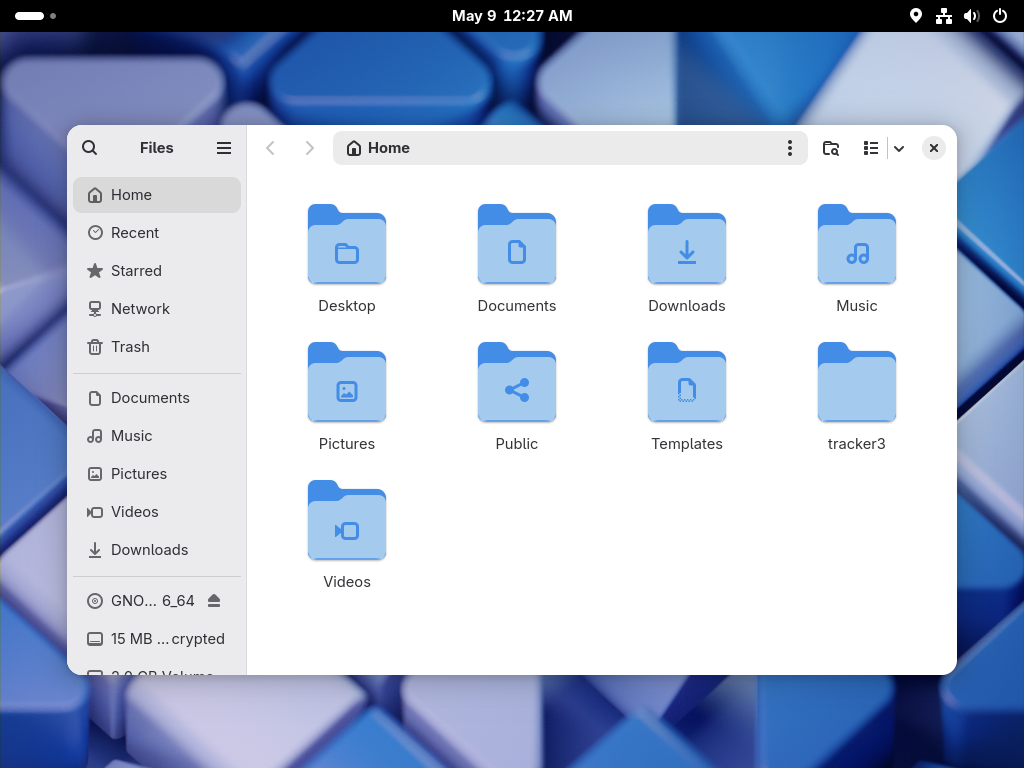 May 9 12:27 AM
Files
Home
Home
Recent
Starred
Network
Trash
Documents
Music
Pictures
Videos
Downloads
GNO... 6_64
15 MB ...crypted
Desktop
Documents
Downloads
Music
Pictures
Public
Templates
tracker3
Videos